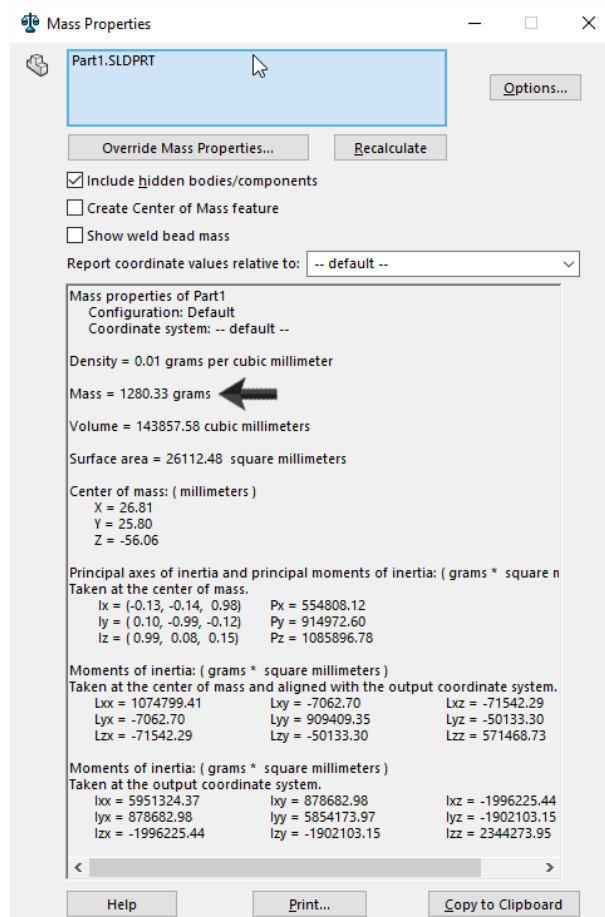 Mass Properties
Part1.SLDPRT
Options...
Override Mass Properties...
Recalculate
Include hidden bodies/components
Create Center of Mass feature
Show weld bead mass
Report coordinate values relative to: -- default --
Mass properties of Part1
Configuration: Default
Coordinate system: -- default --
Density = 0.01 grams per cubic millimeter
Mass = 1280.33 grams
Volume = 143857.58 cubic millimeters
Surface area = 26112.48 square millimeters
Center of mass: ( millimeters )
X = 26.81
Y = 25.80
Z = -56.06
Principal axes of inertia and principal moments of inertia: ( grams * square
Taken at the center of mass.
Ix = (-0.13, -0.14, 0.98) Px = 554808.12
Iy = ( 0.10, -0.99, -0.12) Py = 914972.60
Iz = ( 0.99, 0.08, 0.15) Pz = 1085896.78
Moments of inertia: ( grams * square millimeters )
Taken at the center of mass and aligned with the output coordinate system.
Lxx = 1074799.41 Lxy = -7062.70 Lxz = -71542.29
Lyx = -7062.70 Lyy = 909409.35 Lyz = -50133.30
Lzx = -71542.29 Lzy = -50133.30 Lzz = 571468.73
Moments of inertia: ( grams * square millimeters )
Taken at the output coordinate system.
Ixx = 5951324.37 Ixy = 878682.98 Ixz = -1996225.44
Iyx = 878682.98 Iyy = 5854173.97 Iyz = -1902103.15
Izx = -1996225.44 Izy = -1902103.15 Izz = 2344273.95
Help
Print...
Copy to Clipboard